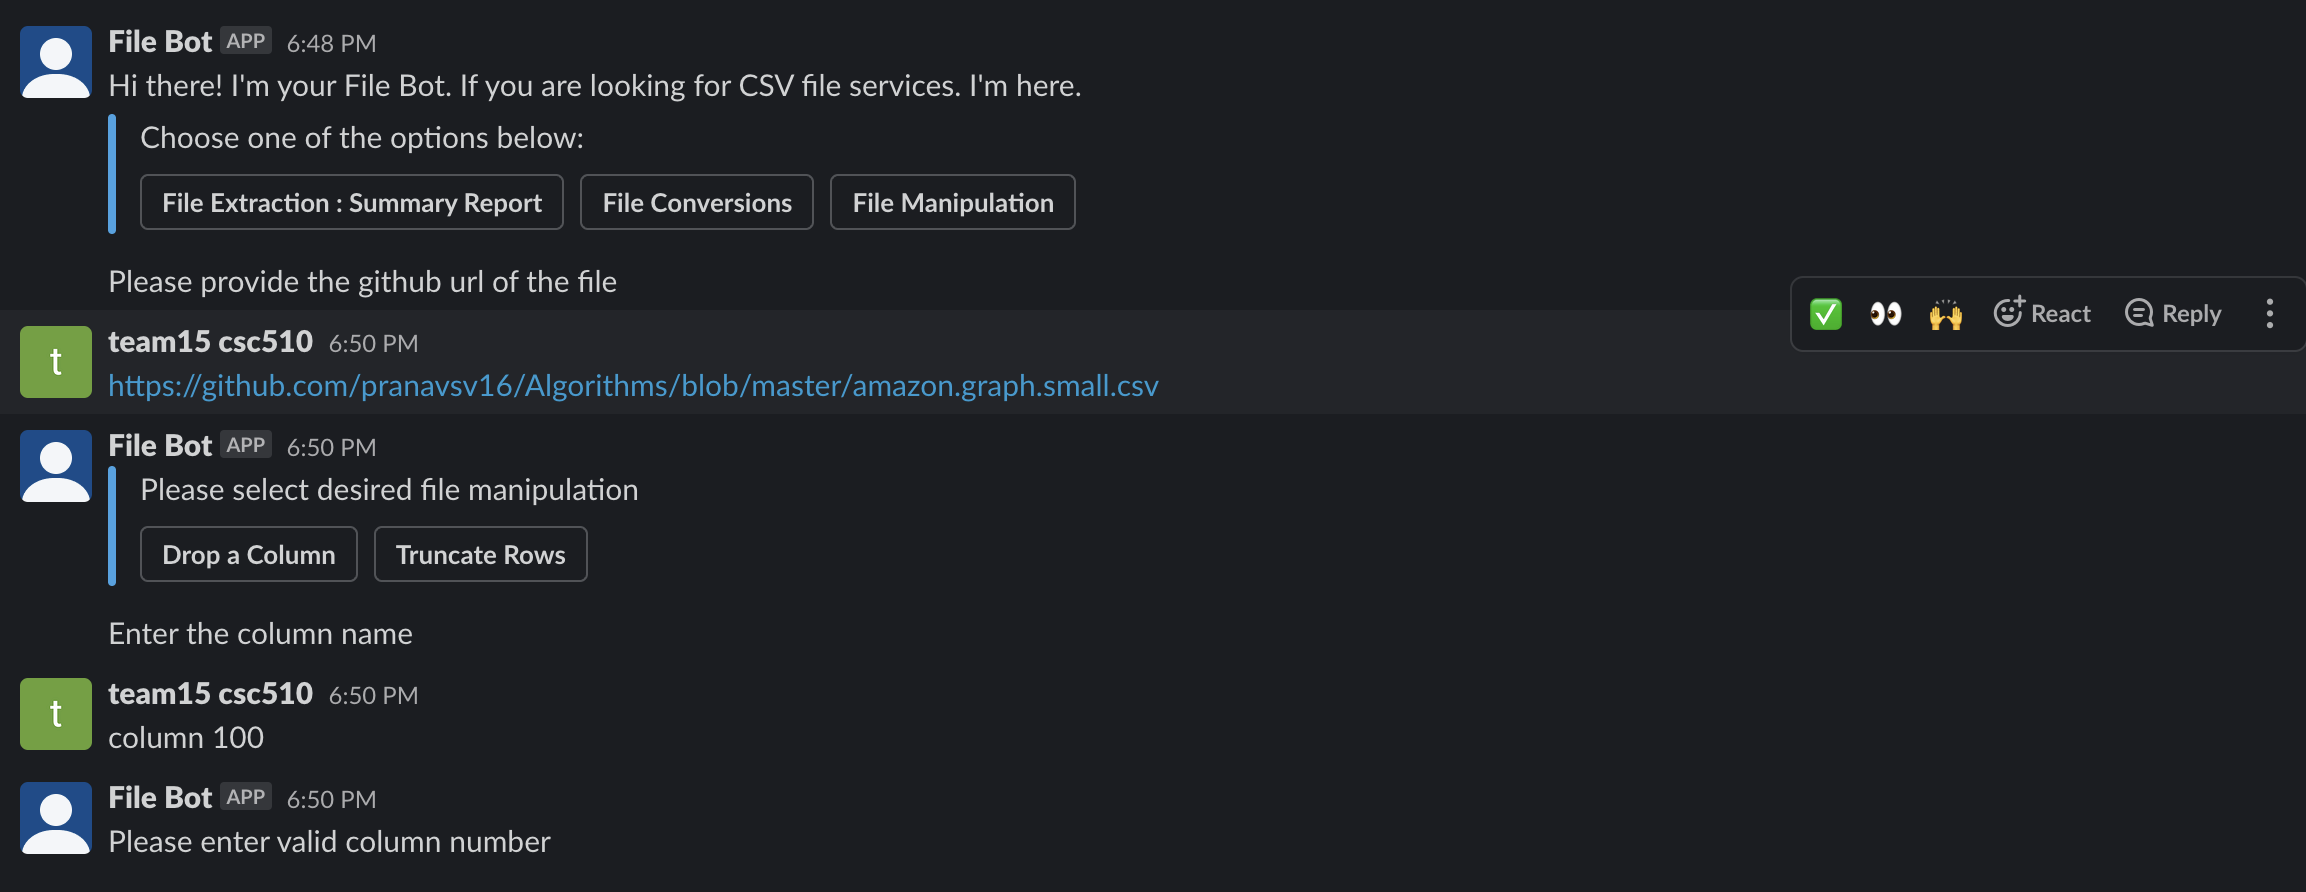 File Bot APP 6:48 PM
Hi there! I'm your File Bot. If you are looking for CSV file services. I'm here.
Choose one of the options below:
File Extraction : Summary Report File Conversions File Manipulation
Please provide the github url of the file
React Reply
t team15 csc510 6:50 PM
https://github.com/pranavsv16/Algorithms/blob/master/amazon.graph.small.csv
File Bot APP 6:50 PM
Please select desired file manipulation
Drop a Column Truncate Rows
Enter the column name
t team15 csc510 6:50 PM
column 100
File Bot APP 6:50 PM
Please enter valid column number